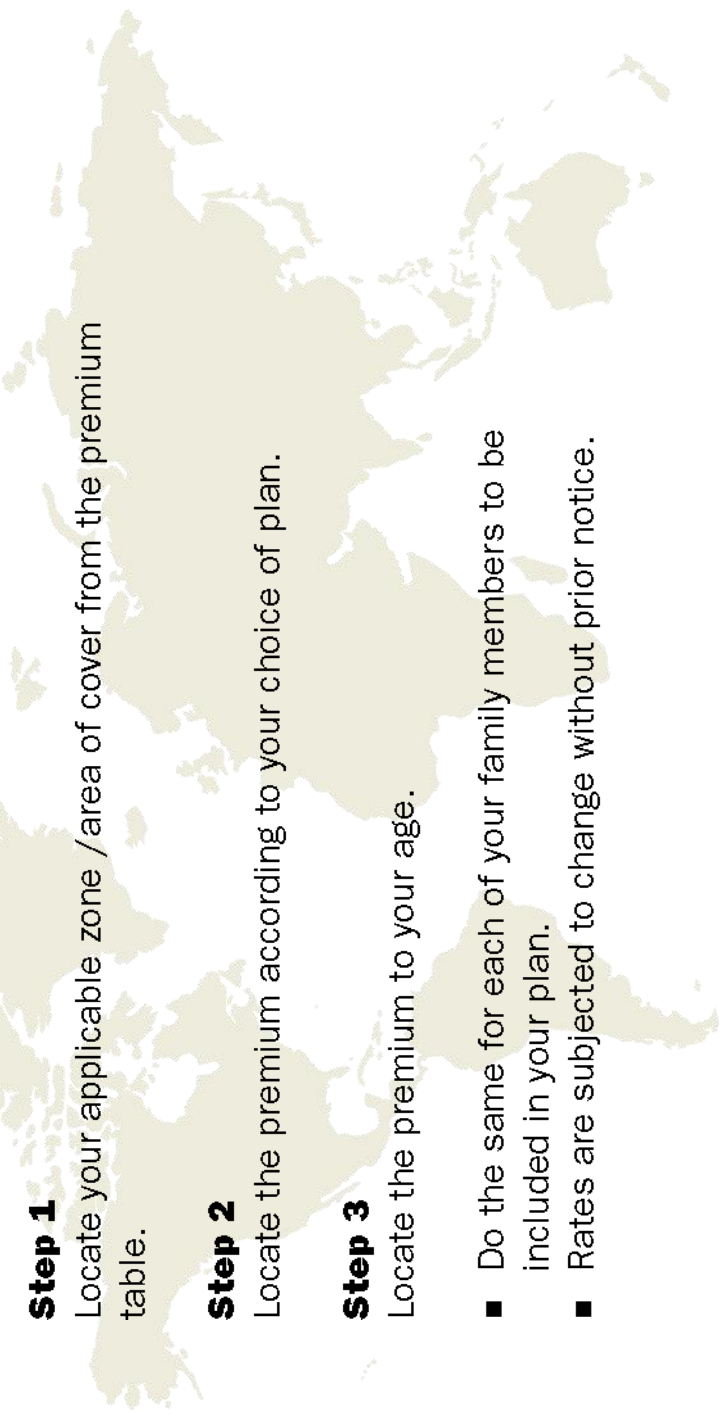 Step 1
Locate your applicable zone /area of cover from the premium
table.
Step 2
Locate the premium according to your choice of plan.
Step 3
Locate the premium to your age.
■ Do the same for each of your family members to be
included in your plan.
■ Rates are subjected to change without prior notice.